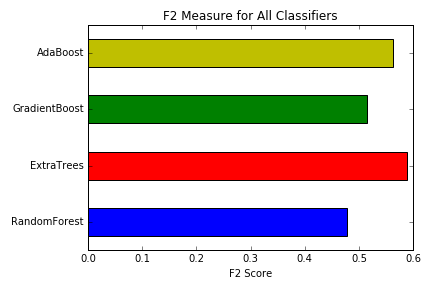 F2 Measure for All Classifiers
AdaBoost
GradientBoost
ExtraTrees
RandomForest
0.0 0.1 0.2 0.3 0.4 0.5 0.6
F2 Score